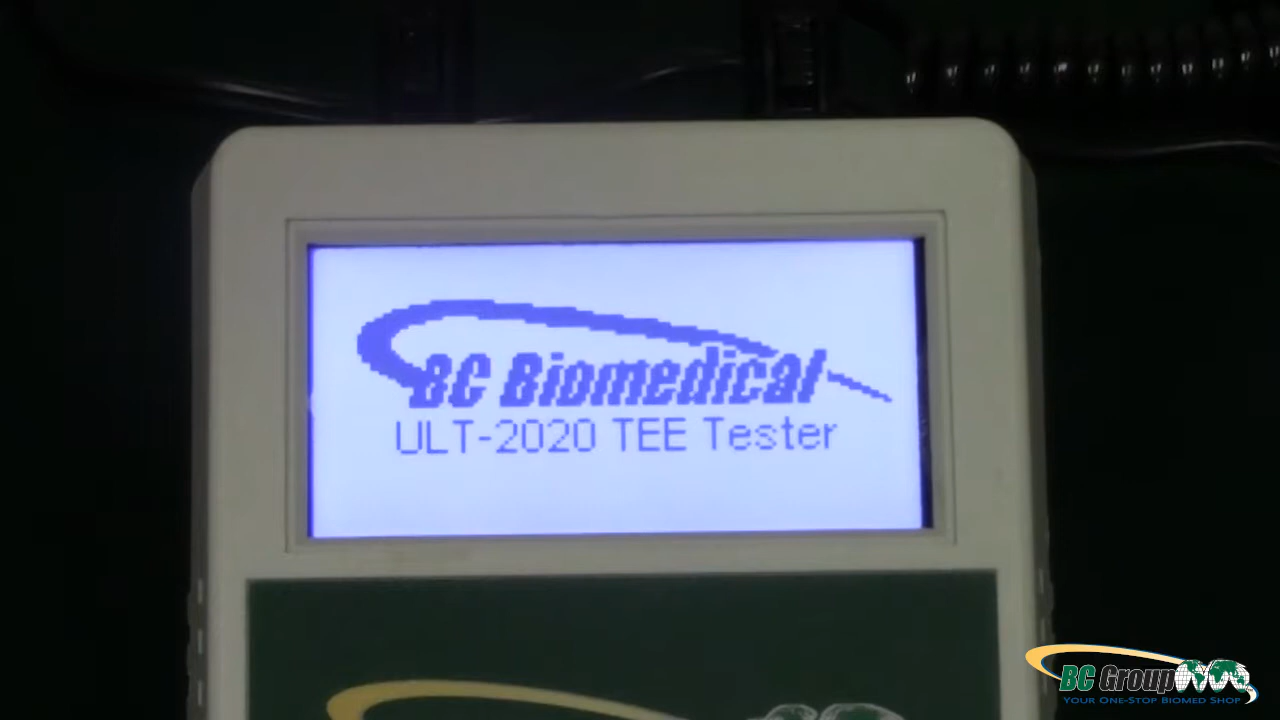 BC Biomedical
ULT-2020 TEE Tester
BC Group
YOUR ONE-STOP BIOMED SHOP